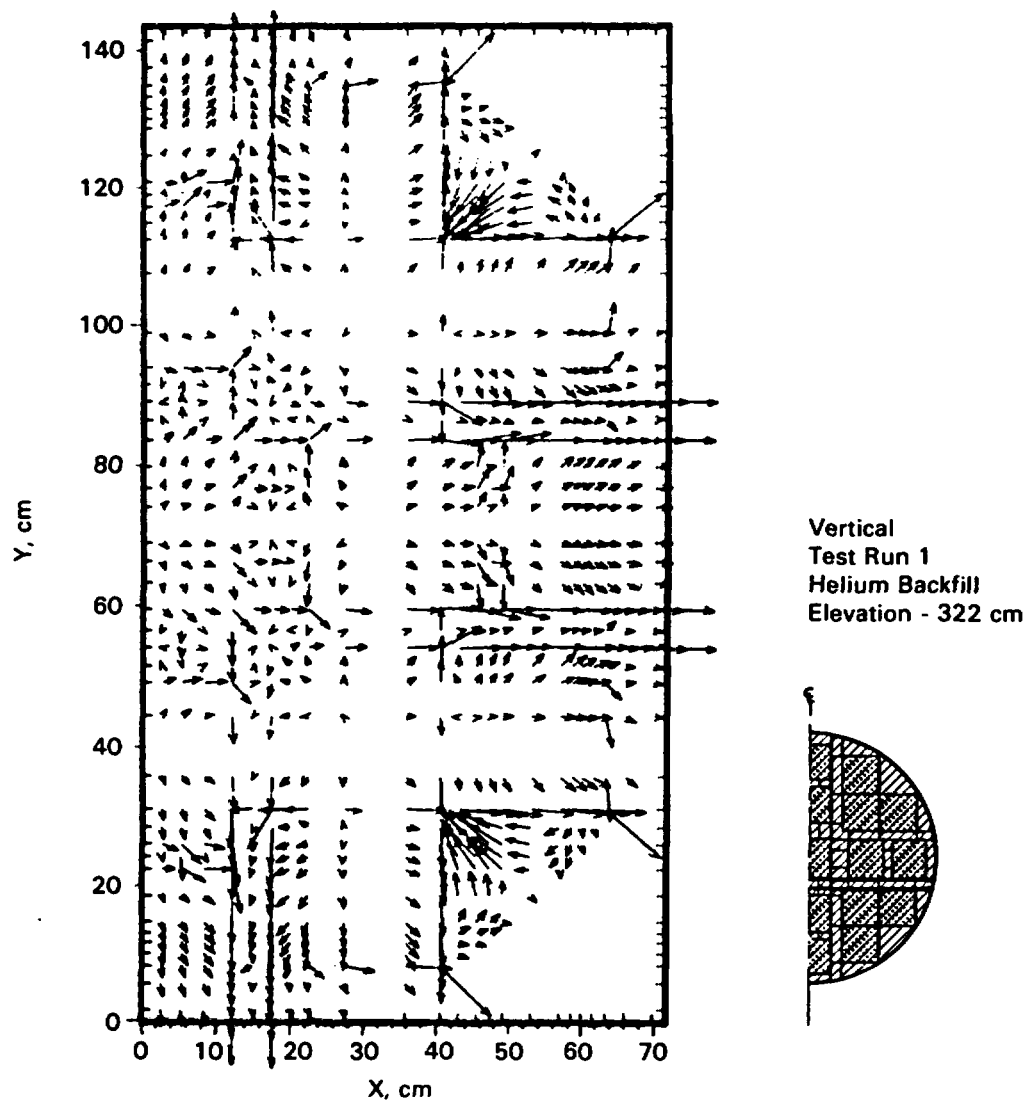 140
120
100
80
60
40
20
0
0 10 20 30 40 50 60 70
X, cm
Y, cm
Vertical
Test Run 1
Helium Backfill
Elevation - 322 cm
℄